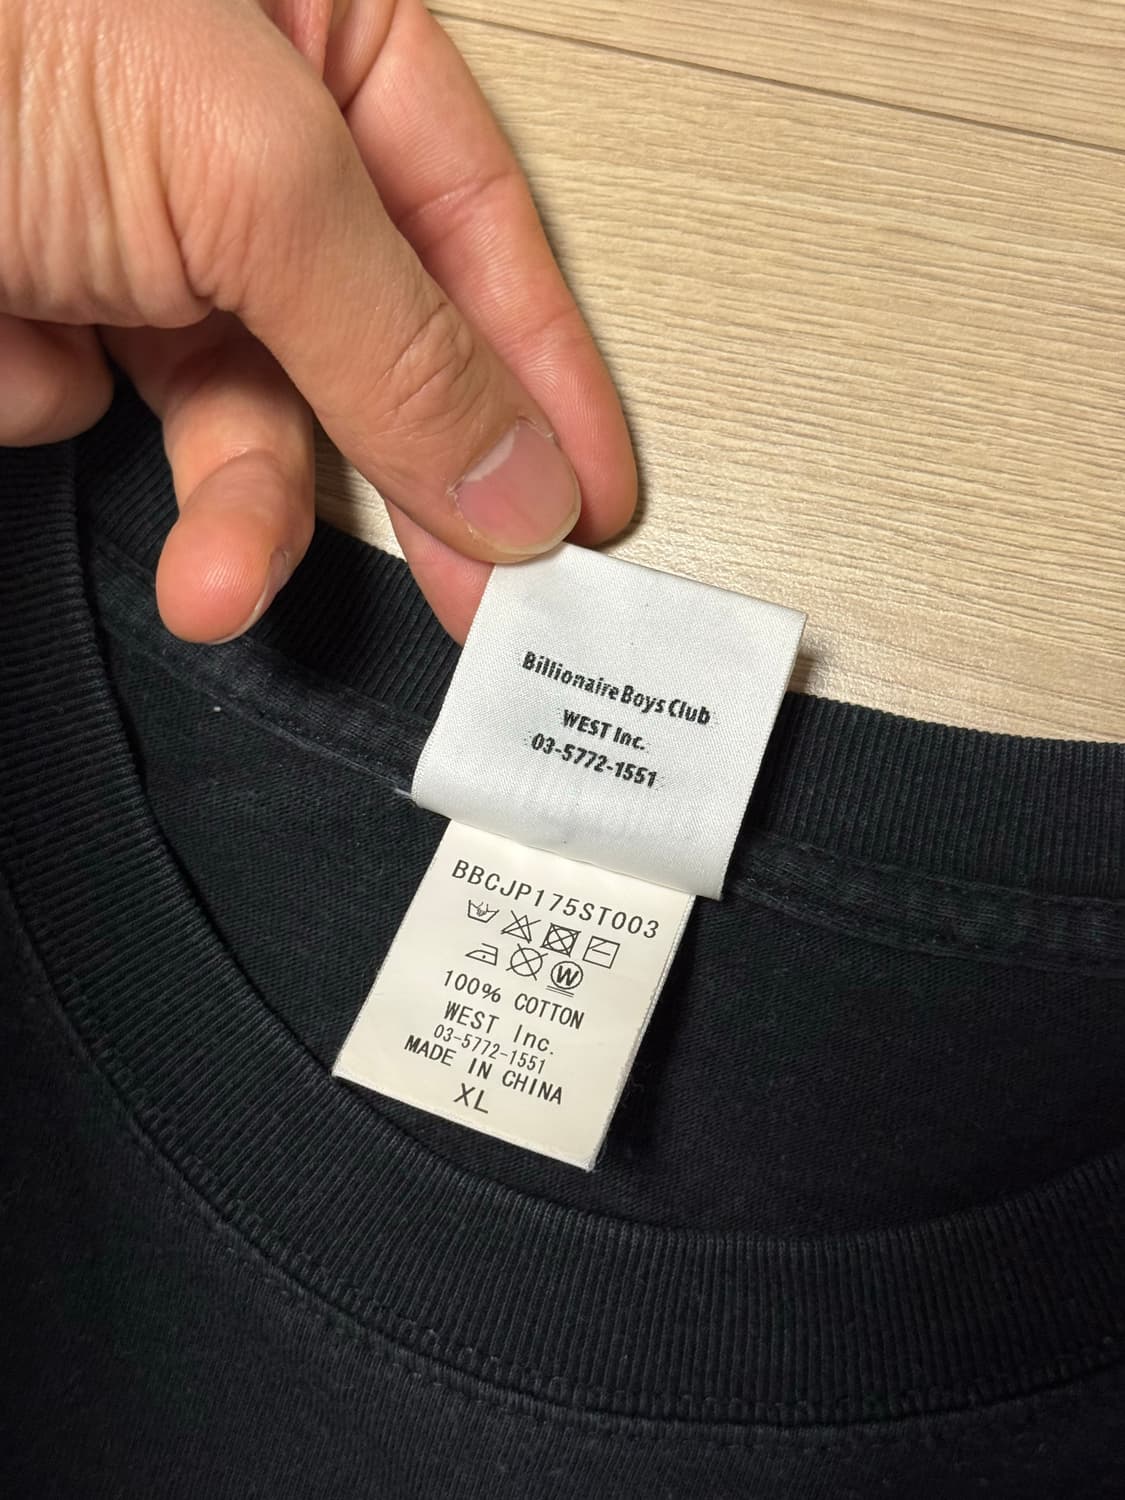 Billionaire Boys Club
WEST Inc.
03-5772-1551
BBCJP175ST003
W
100% COTTON
WEST Inc.
03-5772-1551
MADE IN CHINA
XL